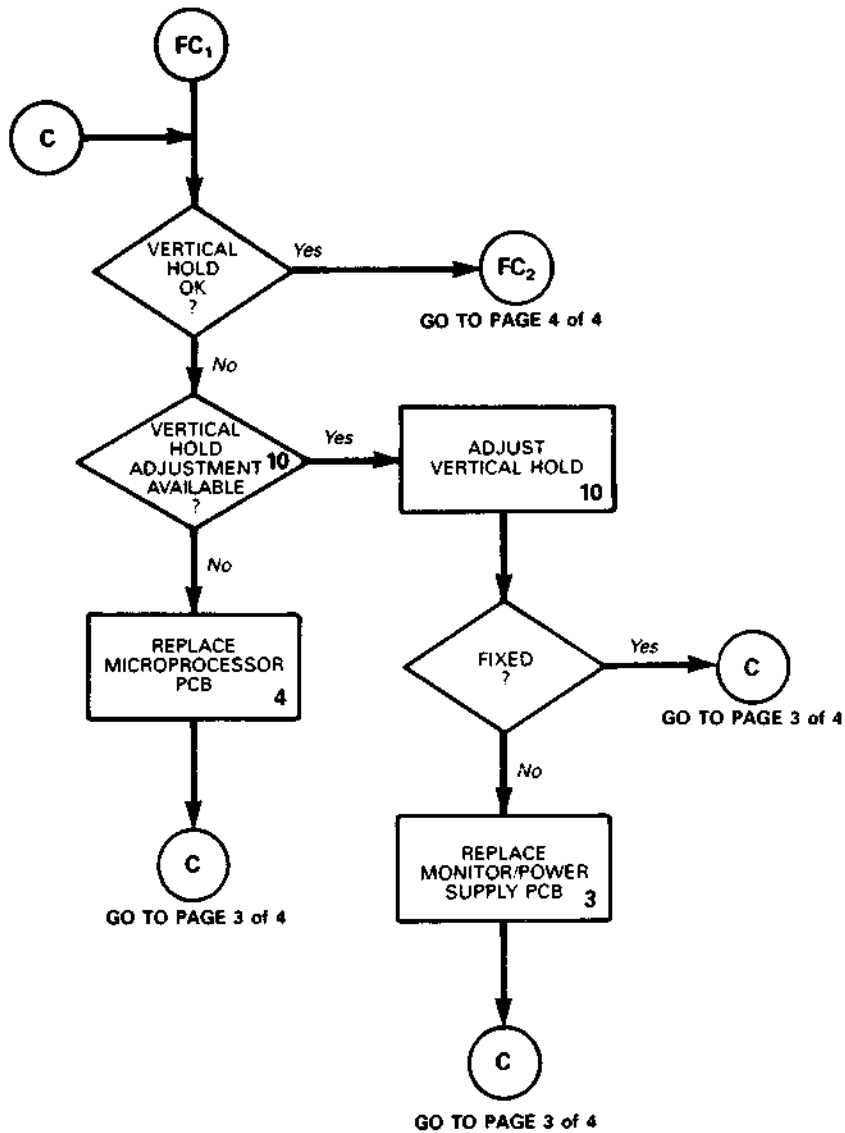 FC₁
C
VERTICAL
HOLD
OK
?
Yes
FC₂
GO TO PAGE 4 of 4
No
VERTICAL
HOLD
ADJUSTMENT 10
AVAILABLE
?
Yes
ADJUST
VERTICAL HOLD
10
No
REPLACE
MICROPROCESSOR
PCB
4
FIXED
?
Yes
C
GO TO PAGE 3 of 4
No
C
GO TO PAGE 3 of 4
REPLACE
MONITOR/POWER
SUPPLY PCB
3
C
GO TO PAGE 3 of 4